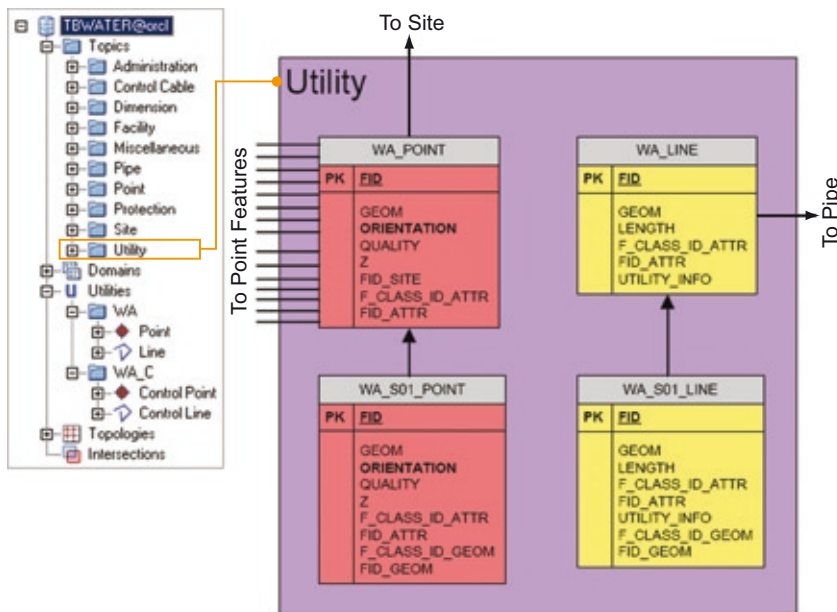 TBWATER@orcl
Topics
Administration
Control Cable
Dimension
Facility
Miscellaneous
Pipe
Point
Protection
Site
Utility
Domains
Utilities
WA
Point
Line
WA_C
Control Point
Control Line
Topologies
Intersections
To Site
Utility
To Point Features
To Pipe
WA_POINT
PK FID
GEOM
ORIENTATION
QUALITY
Z
FID_SITE
F_CLASS_ID_ATTR
FID_ATTR
WA_LINE
PK FID
GEOM
LENGTH
F_CLASS_ID_ATTR
FID_ATTR
UTILITY_INFO
WA_S01_POINT
PK FID
GEOM
ORIENTATION
QUALITY
Z
F_CLASS_ID_ATTR
FID_ATTR
F_CLASS_ID_GEOM
FID_GEOM
WA_S01_LINE
PK FID
GEOM
LENGTH
F_CLASS_ID_ATTR
FID_ATTR
UTILITY_INFO
F_CLASS_ID_GEOM
FID_GEOM